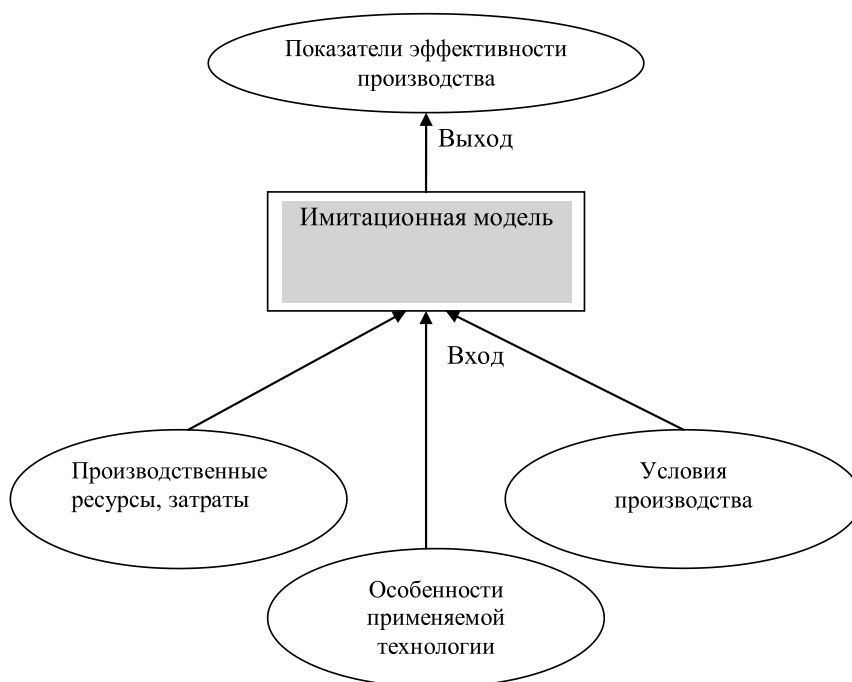 Показатели эффективности
производства
Выход
Имитационная модель
Вход
Производственные
ресурсы, затраты
Условия
производства
Особенности
применяемой
технологии